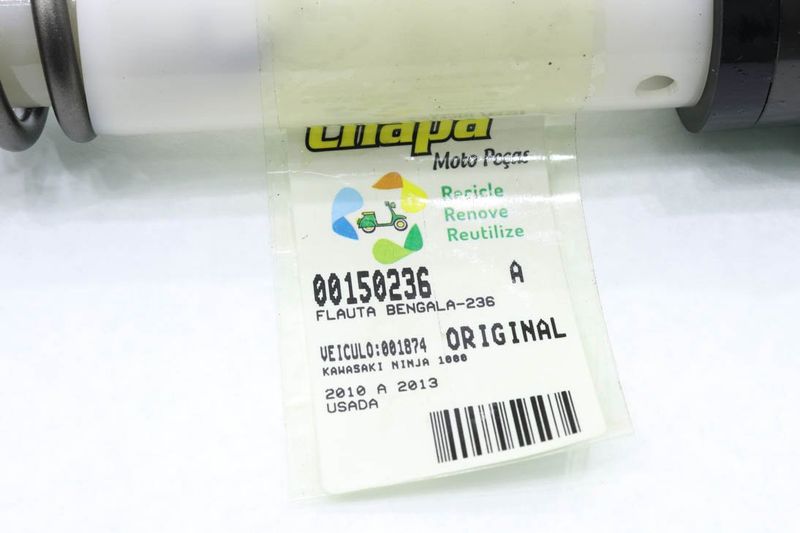 Chapa
Moto Peças
Recicle
Renove
Reutilize
00150236 A
FLAUTA BENGALA-236
VEICULO:001874 ORIGINAL
KAWASAKI NINJA 1000
2010 A 2013
USADA